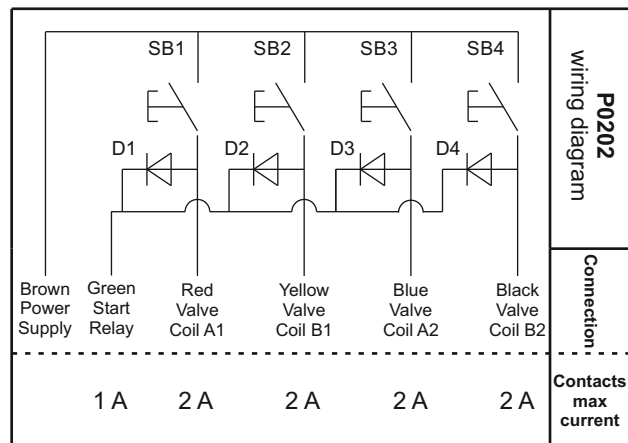 SB1 SB2 SB3 SB4
D1 D2 D3 D4
P0202
wiring diagram
Brown Power Supply
Green Start Relay
Red Valve Coil A1
Yellow Valve Coil B1
Blue Valve Coil A2
Black Valve Coil B2
Connection
1 A 2 A 2 A 2 A 2 A
Contacts
max
current